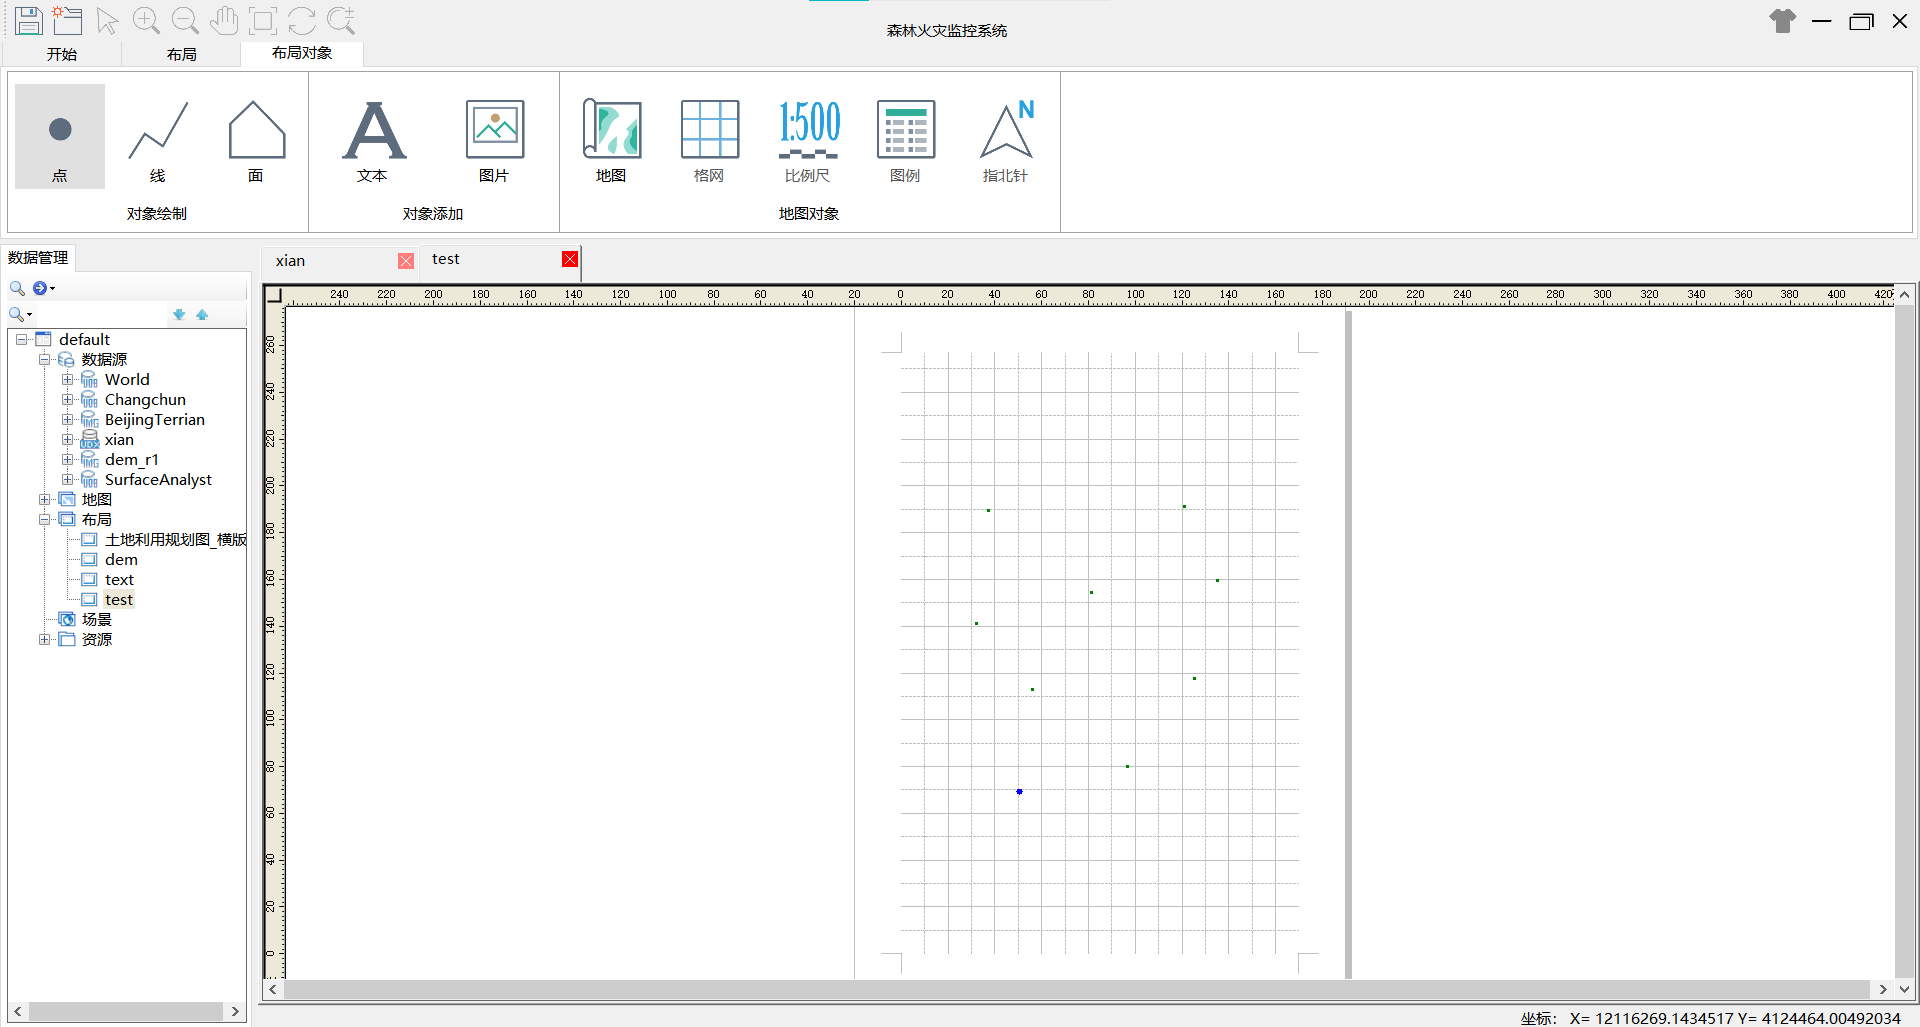 森林火灾监控系统
开始 布局 布局对象
点 线 面 文本 图片 地图 格网 1:500 比例尺 图例 N 指北针
对象绘制 对象添加 地图对象
数据管理
xian test
240 220 200 180 160 140 120 100 80 60 40 20 0 20 40 60 80 100 120 140 160 180 200 220 240 260 280 300 320 340 360 380 400 420
260
240
220
200
180
160
140
120
100
80
60
40
20
0
default
数据源
World
Changchun
BeijingTerrian
xian
dem_r1
SurfaceAnalyst
地图
布局
土地利用规划图_横版
dem
text
test
场景
资源
坐标: X= 12116269.1434517 Y= 4124464.00492034